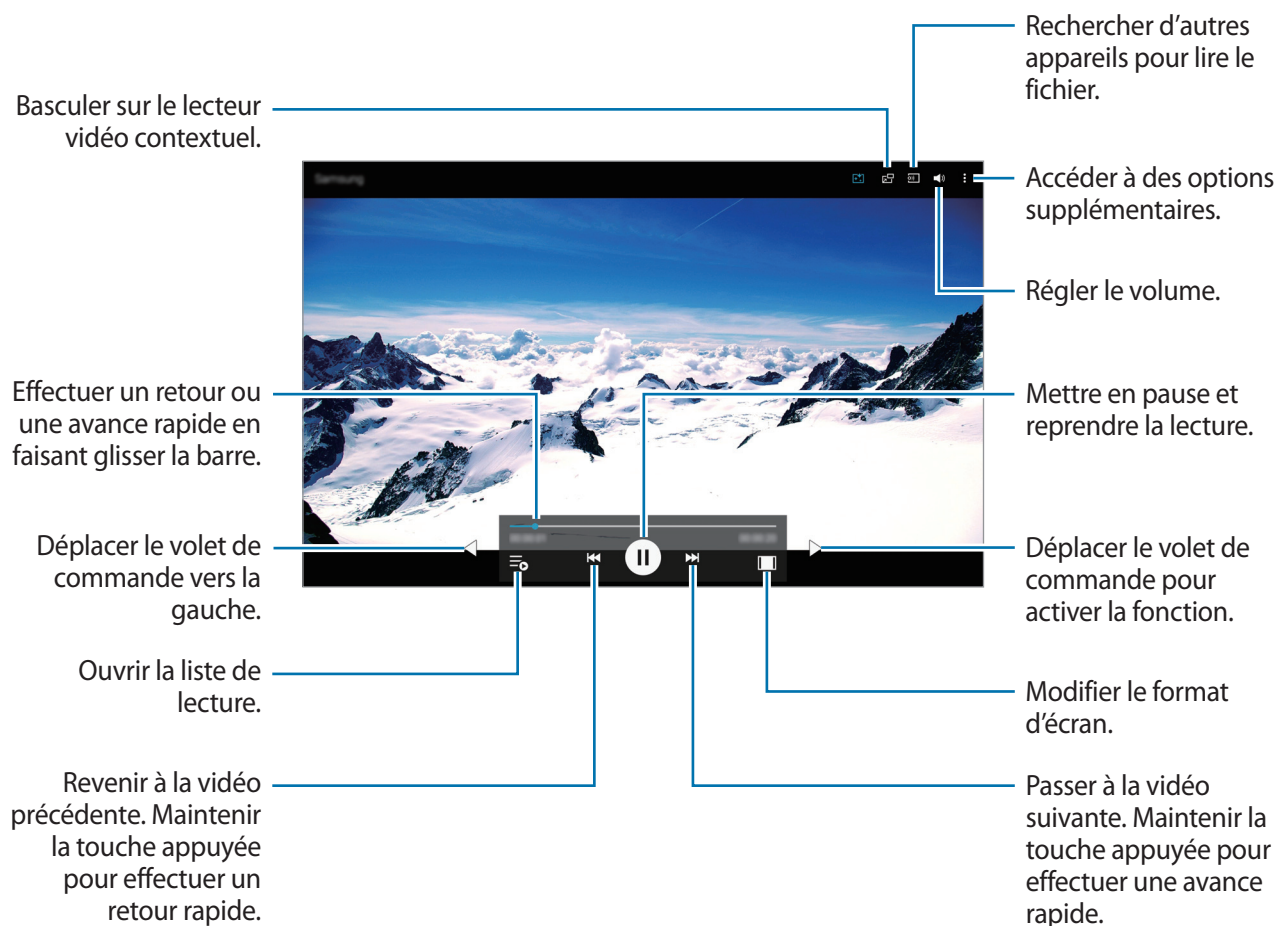 Rechercher d'autres
appareils pour lire le
fichier.
Basculer sur le lecteur
vidéo contextuel.
Samsung
Accéder à des options
supplémentaires.
Régler le volume.
Effectuer un retour ou
une avance rapide en
faisant glisser la barre.
Mettre en pause et
reprendre la lecture.
Déplacer le volet de
commande vers la
gauche.
Déplacer le volet de
commande pour
activer la fonction.
Ouvrir la liste de
lecture.
Modifier le format
d'écran.
Revenir à la vidéo
précédente. Maintenir
la touche appuyée
pour effectuer un
retour rapide.
Passer à la vidéo
suivante. Maintenir la
touche appuyée pour
effectuer une avance
rapide.